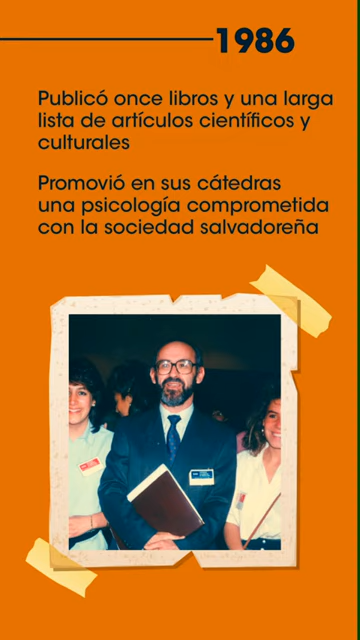 1986
Publicó once libros y una larga
lista de artículos científicos y
culturales
Promovió en sus cátedras
una psicología comprometida
con la sociedad salvadoreña